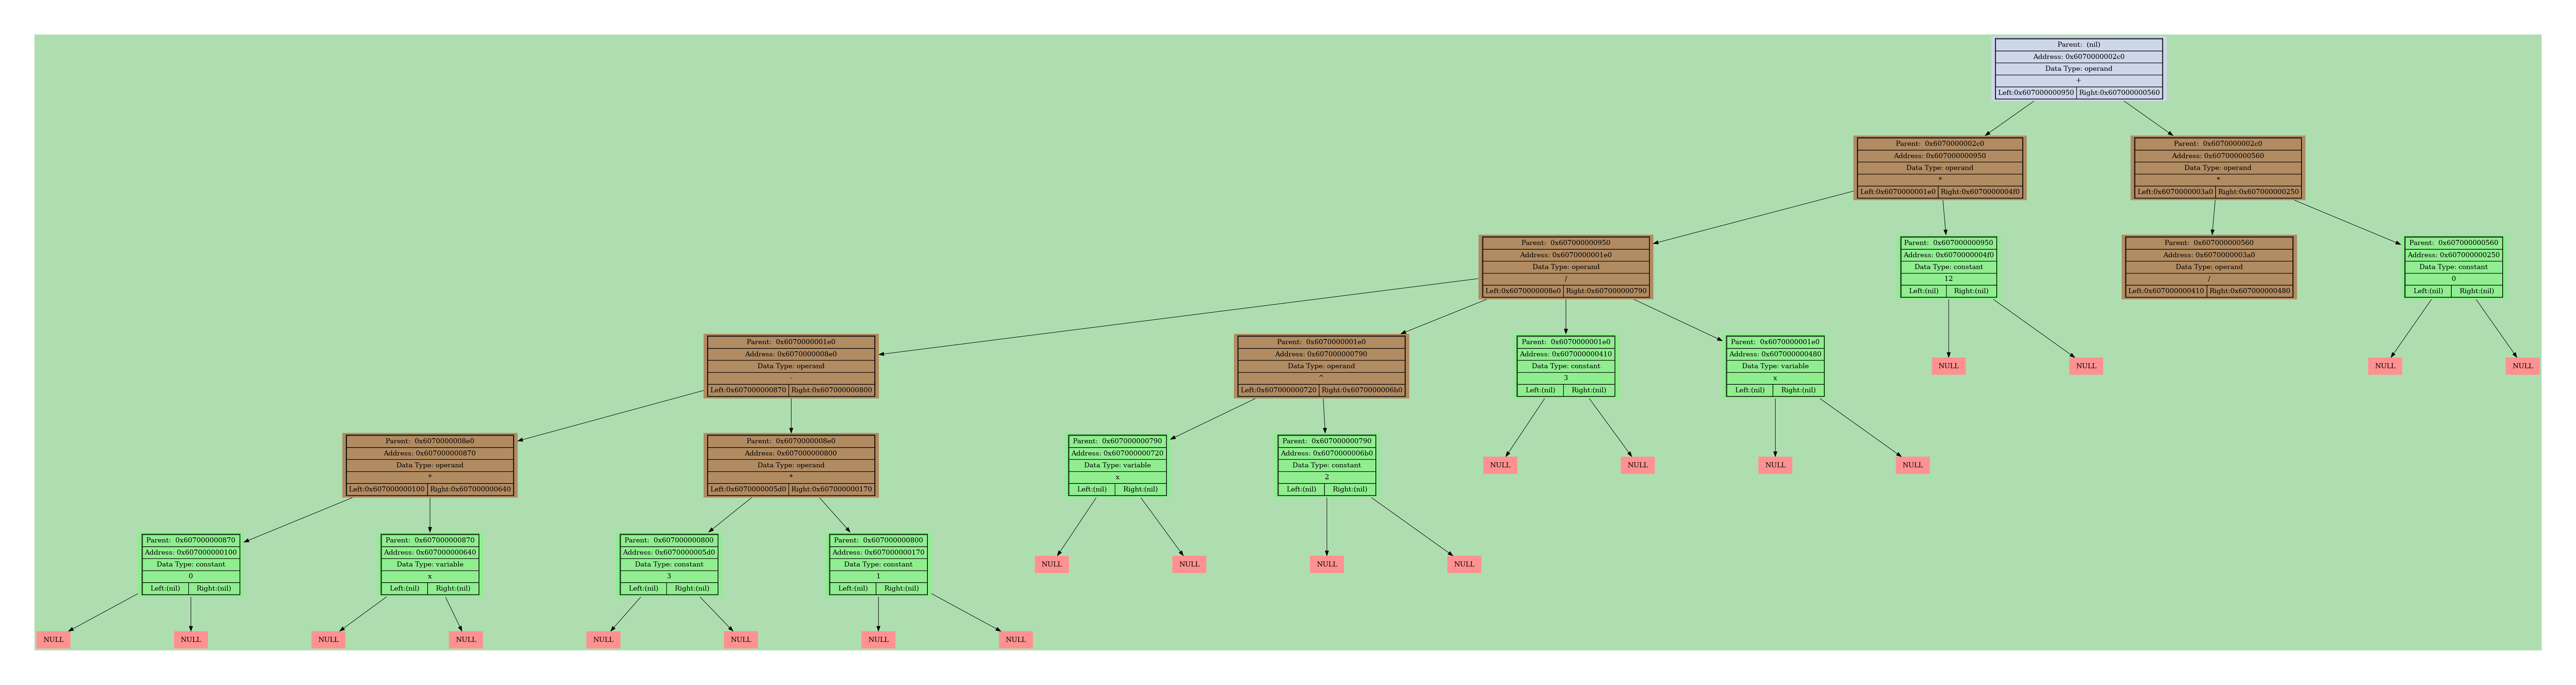 Parent:  (nil)
Address: 0x6070000002c0
Data Type: operand
+
Left:0x607000000950 Right:0x607000000560
Parent:  0x6070000002c0
Address: 0x607000000950
Data Type: operand
*
Left:0x6070000001e0 Right:0x6070000004f0
Parent:  0x6070000002c0
Address: 0x607000000560
Data Type: operand
*
Left:0x6070000003a0 Right:0x607000000250
Parent:  0x607000000950
Address: 0x6070000001e0
Data Type: operand
/
Left:0x6070000008e0 Right:0x607000000790
Parent:  0x607000000950
Address: 0x6070000004f0
Data Type: constant
12
Left:(nil) Right:(nil)
Parent:  0x607000000560
Address: 0x6070000003a0
Data Type: operand
/
Left:0x607000000410 Right:0x607000000480
Parent:  0x607000000560
Address: 0x607000000250
Data Type: constant
0
Left:(nil) Right:(nil)
Parent:  0x6070000001e0
Address: 0x6070000008e0
Data Type: operand
-
Left:0x607000000870 Right:0x607000000800
Parent:  0x6070000001e0
Address: 0x607000000790
Data Type: operand
^
Left:0x607000000720 Right:0x6070000006b0
Parent:  0x6070000001e0
Address: 0x607000000410
Data Type: constant
3
Left:(nil) Right:(nil)
Parent:  0x6070000001e0
Address: 0x607000000480
Data Type: variable
x
Left:(nil) Right:(nil)
NULL
NULL
NULL
NULL
Parent:  0x6070000008e0
Address: 0x607000000870
Data Type: operand
*
Left:0x607000000100 Right:0x607000000640
Parent:  0x6070000008e0
Address: 0x607000000800
Data Type: operand
*
Left:0x6070000005d0 Right:0x607000000170
Parent:  0x607000000790
Address: 0x607000000720
Data Type: variable
x
Left:(nil) Right:(nil)
Parent:  0x607000000790
Address: 0x6070000006b0
Data Type: constant
2
Left:(nil) Right:(nil)
NULL
NULL
NULL
NULL
Parent:  0x607000000870
Address: 0x607000000100
Data Type: constant
0
Left:(nil) Right:(nil)
Parent:  0x607000000870
Address: 0x607000000640
Data Type: variable
x
Left:(nil) Right:(nil)
Parent:  0x607000000800
Address: 0x6070000005d0
Data Type: constant
3
Left:(nil) Right:(nil)
Parent:  0x607000000800
Address: 0x607000000170
Data Type: constant
1
Left:(nil) Right:(nil)
NULL
NULL
NULL
NULL
NULL
NULL
NULL
NULL
NULL
NULL
NULL
NULL